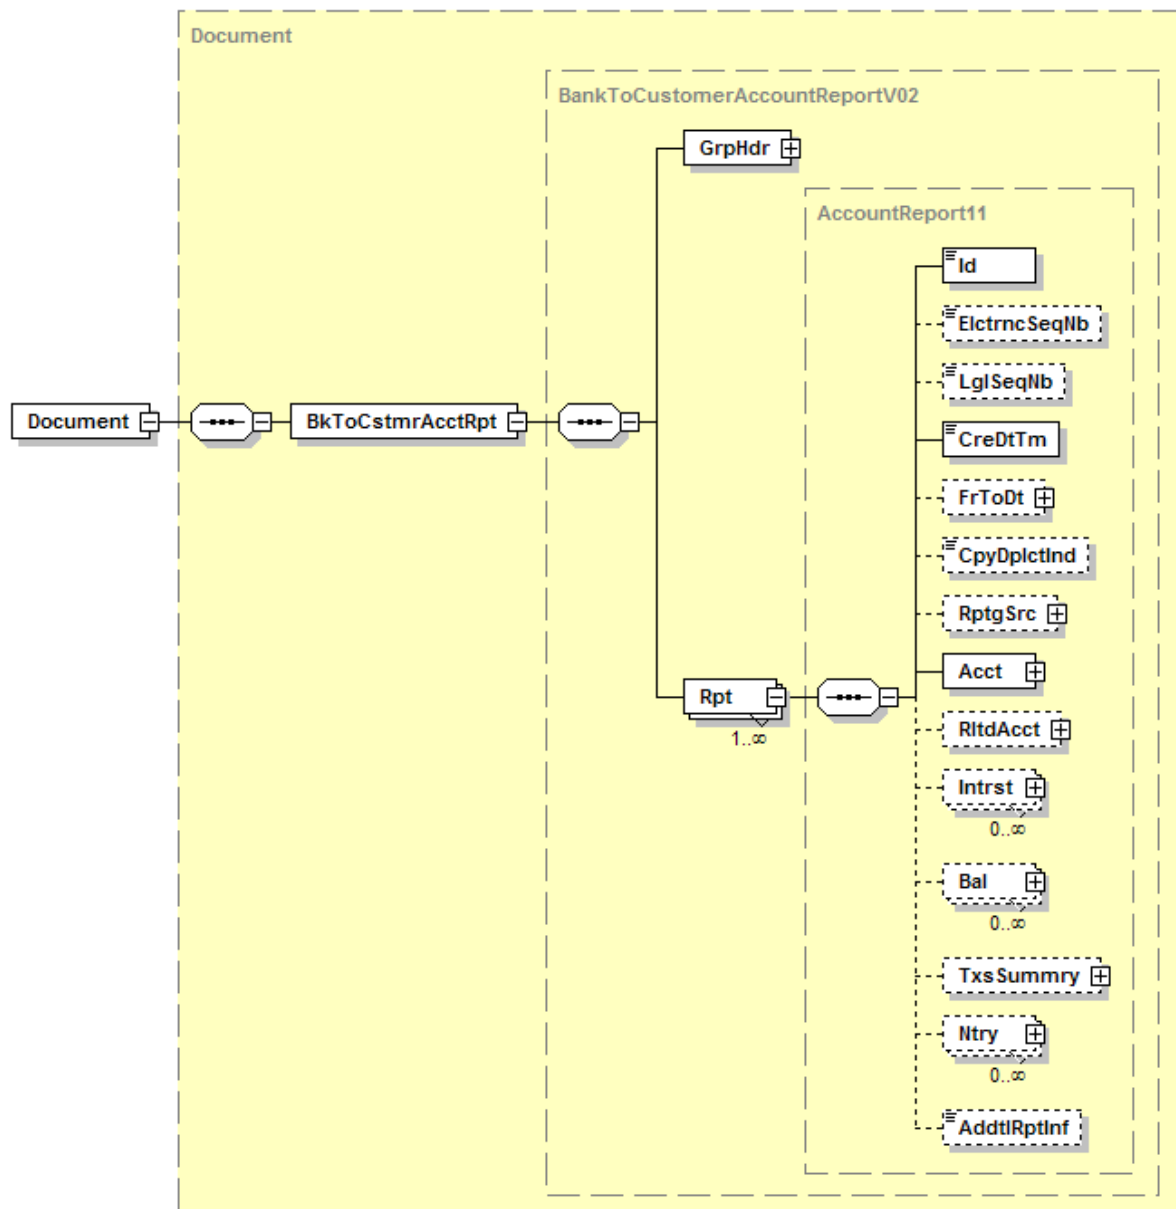 Document
BankToCustomerAccountReportV02
GrpHdr
AccountReport11
Id
ElctrncSeqNb
LglSeqNb
Document
BkToCstmrAcctRpt
CreDtTm
FrToDt
CpyDplctInd
RptgSrc
Acct
Rpt
1..∞
RltdAcct
Intrst
0..∞
Bal
0..∞
TxsSummry
Ntry
0..∞
AddtlRptInf